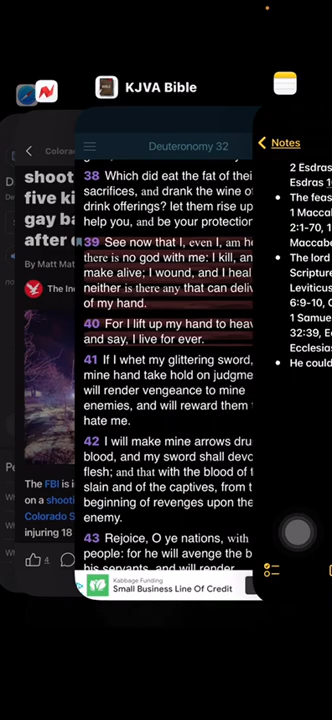 KJVA Bible
Colorad
shoot
five ki
gay ba
after
By Matt Mat
The In
The FBI is i
on a shooti
Colorado S
injuring 18
4
Deuteronomy 32
38 Which did eat the fat of thei
sacrifices, and drank the wine o
drink offerings? let them rise up
help you, and be your protection
39 See now that I, even I, am he
there is no god with me: I kill, an
make alive; I wound, and I heal
neither is there any that can deliv
of my hand.
40 For I lift up my hand to heav
and say, I live for ever.
41 If I whet my glittering sword,
mine hand take hold on judgme
will render vengeance to mine
enemies, and will reward them
hate me.
42 I will make mine arrows dru
blood, and my sword shall devo
flesh; and that with the blood of t
slain and of the captives, from t
beginning of revenges upon the
enemy.
43 Rejoice, O ye nations, with
people: for he will avenge the b
his servants, and will render
Kabbage Funding
Small Business Line Of Credit
Notes
2 Esdras
Esdras 1
• The feas
1 Macca
2:1-70, 1
Maccab
• The lord
Scripture
Leviticus
6:9-10, 
1 Samue
32:39, E
Ecclesia
• He could